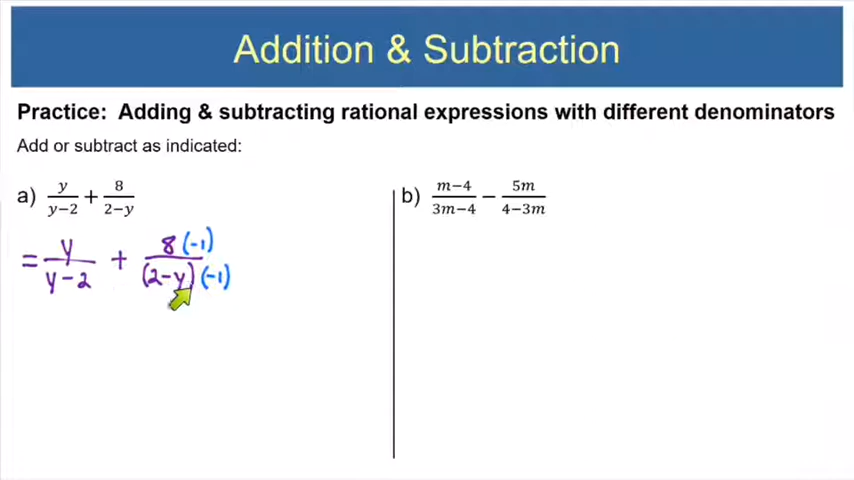 Addition & Subtraction
Practice: Adding & subtracting rational expressions with different denominators
Add or subtract as indicated:
a) y/(y−2) + 8/(2−y)
= y/(y−2) + 8(−1)/((2−y)(−1))
b) (m−4)/(3m−4) − 5m/(4−3m)